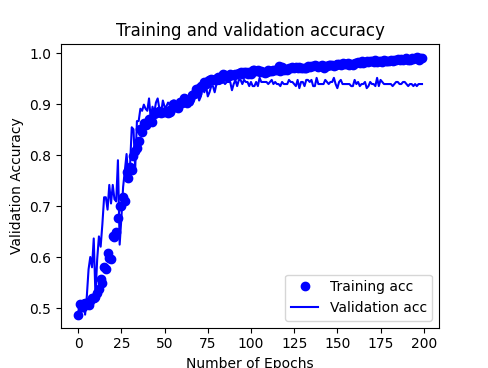 Training and validation accuracy
1.0
0.9
0.8
0.7
0.6
0.5
Validation Accuracy
Training acc
Validation acc
0 25 50 75 100 125 150 175 200
Number of Epochs